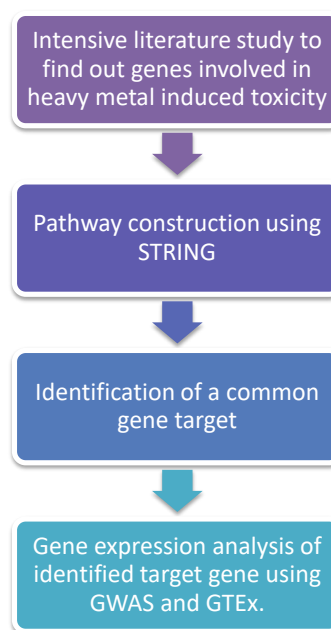 Intensive literature study to
find out genes involved in
heavy metal induced toxicity
Pathway construction using
STRING
Identification of a common
gene target
Gene expression analysis of
identified target gene using
GWAS and GTEx.